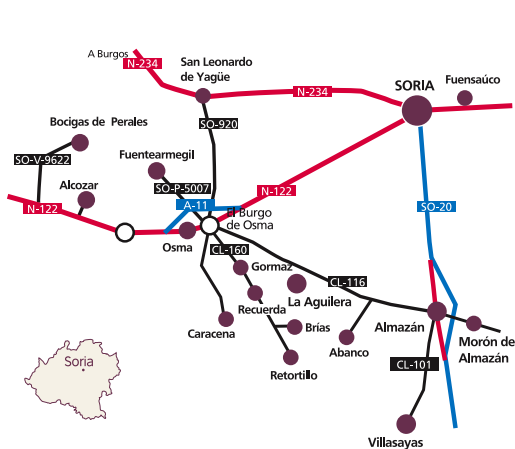 A Burgos
N-234
San Leonardo
de Yagüe
N-234
SORIA
Fuensaúco
SO-920
Bocigas de Perales
Fuentearmegil
SO-V-9622
SO-P-5007
Alcozar
N-122
A-11
N-122
SO-20
El Burgo
de Osma
Osma
CL-160
Gormaz
CL-116
La Aguilera
Recuerda
Caracena
Brías
Almazán
Abanco
Morón de
Almazán
Retortillo
CL-101
Soria
Villasayas